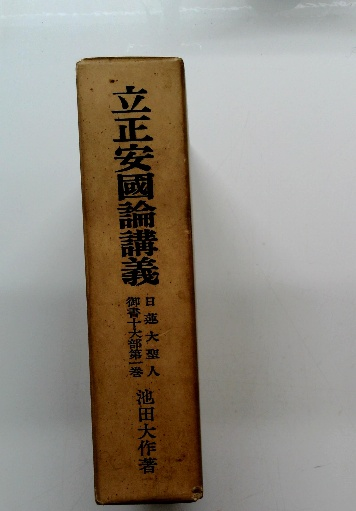 立正安國論講義
日蓮大聖人
御書十大部第一巻
池田大作著